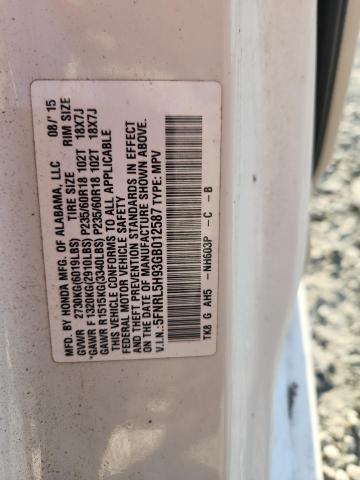 MFD. BY HONDA MFG. OF ALABAMA, LLC 08/'15
TIRE SIZE RIM SIZE
GVWR 2730KG(6019LBS)
*GAWR F 1320KG(2910LBS) P235/60R18 102T 18X7J
GAWR R1515KG(3340LBS) P235/60R18 102T 18X7J
THIS VEHICLE CONFORMS TO ALL APPLICABLE
FEDERAL MOTOR VEHICLE SAFETY
AND THEFT PREVENTION STANDARDS IN EFFECT
ON THE DATE OF MANUFACTURE SHOWN ABOVE.
V.I.N.:5FNRL5H93GB012587 TYPE: MPV
TK8 G AH5 -NH603P -C -B